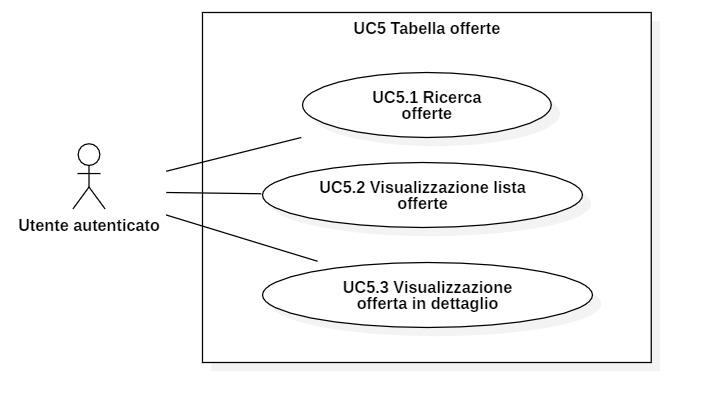 UC5 Tabella offerte
UC5.1 Ricerca
offerte
UC5.2 Visualizzazione lista
offerte
Utente autenticato
UC5.3 Visualizzazione
offerta in dettaglio